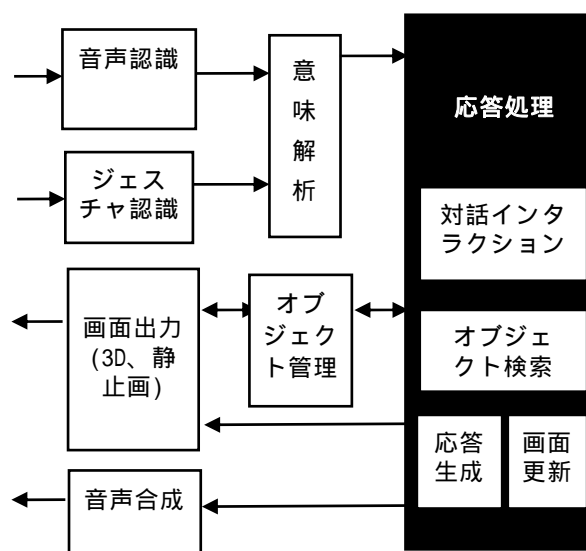 音声認識
意
味
解
析
応答処理
ジェス
チャ認識
対話インタ
ラクション
画面出力
(3D、静
止画)
オブ
ジェク
ト管理
オブジェ
クト検索
応答
生成
画面
更新
音声合成